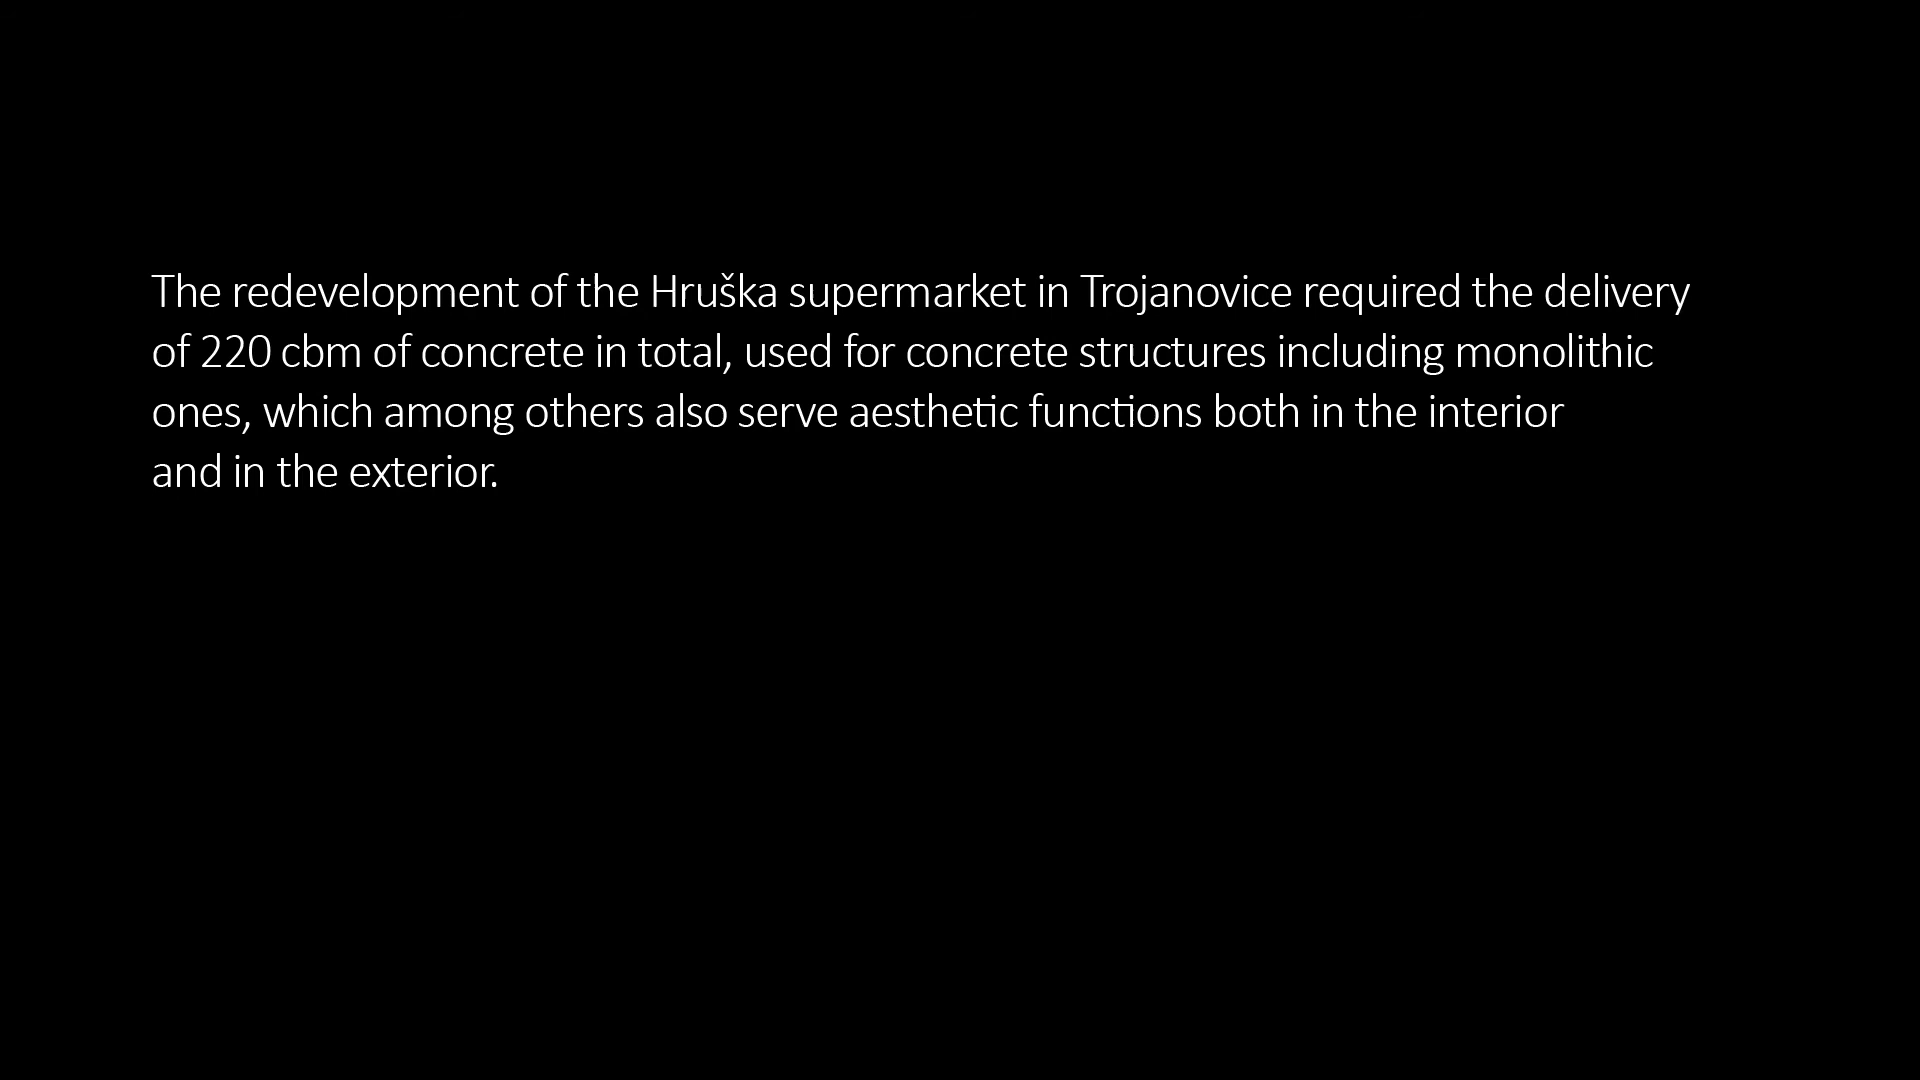 The redevelopment of the Hruška supermarket in Trojanovice required the delivery
of 220 cbm of concrete in total, used for concrete structures including monolithic
ones, which among others also serve aesthetic functions both in the interior
and in the exterior.